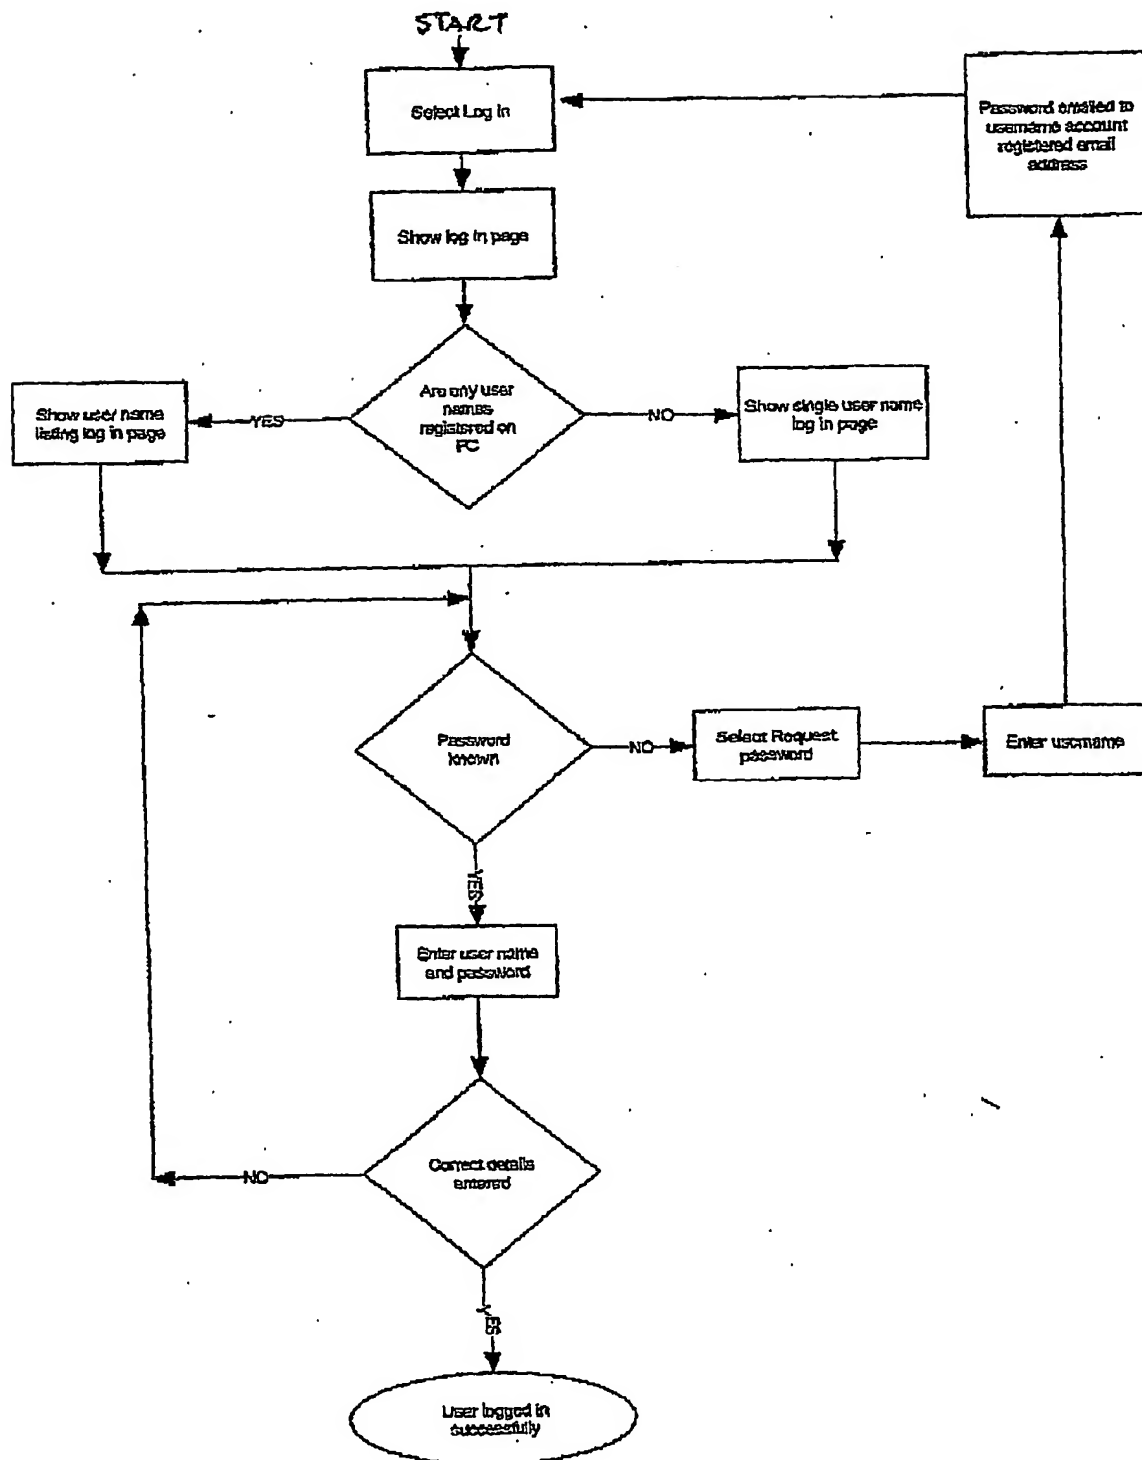 START
Select Log in
Password emailed to
username account
registered email
address
Show log in page
Are any user
names
registered on
PC
YES
NO
Show user name
listing log in page
Show single user name
log in page
Password
known
NO
Select Request
password
Enter username
YES
Enter user name
and password
Correct details
entered
NO
YES
User logged in
successfully